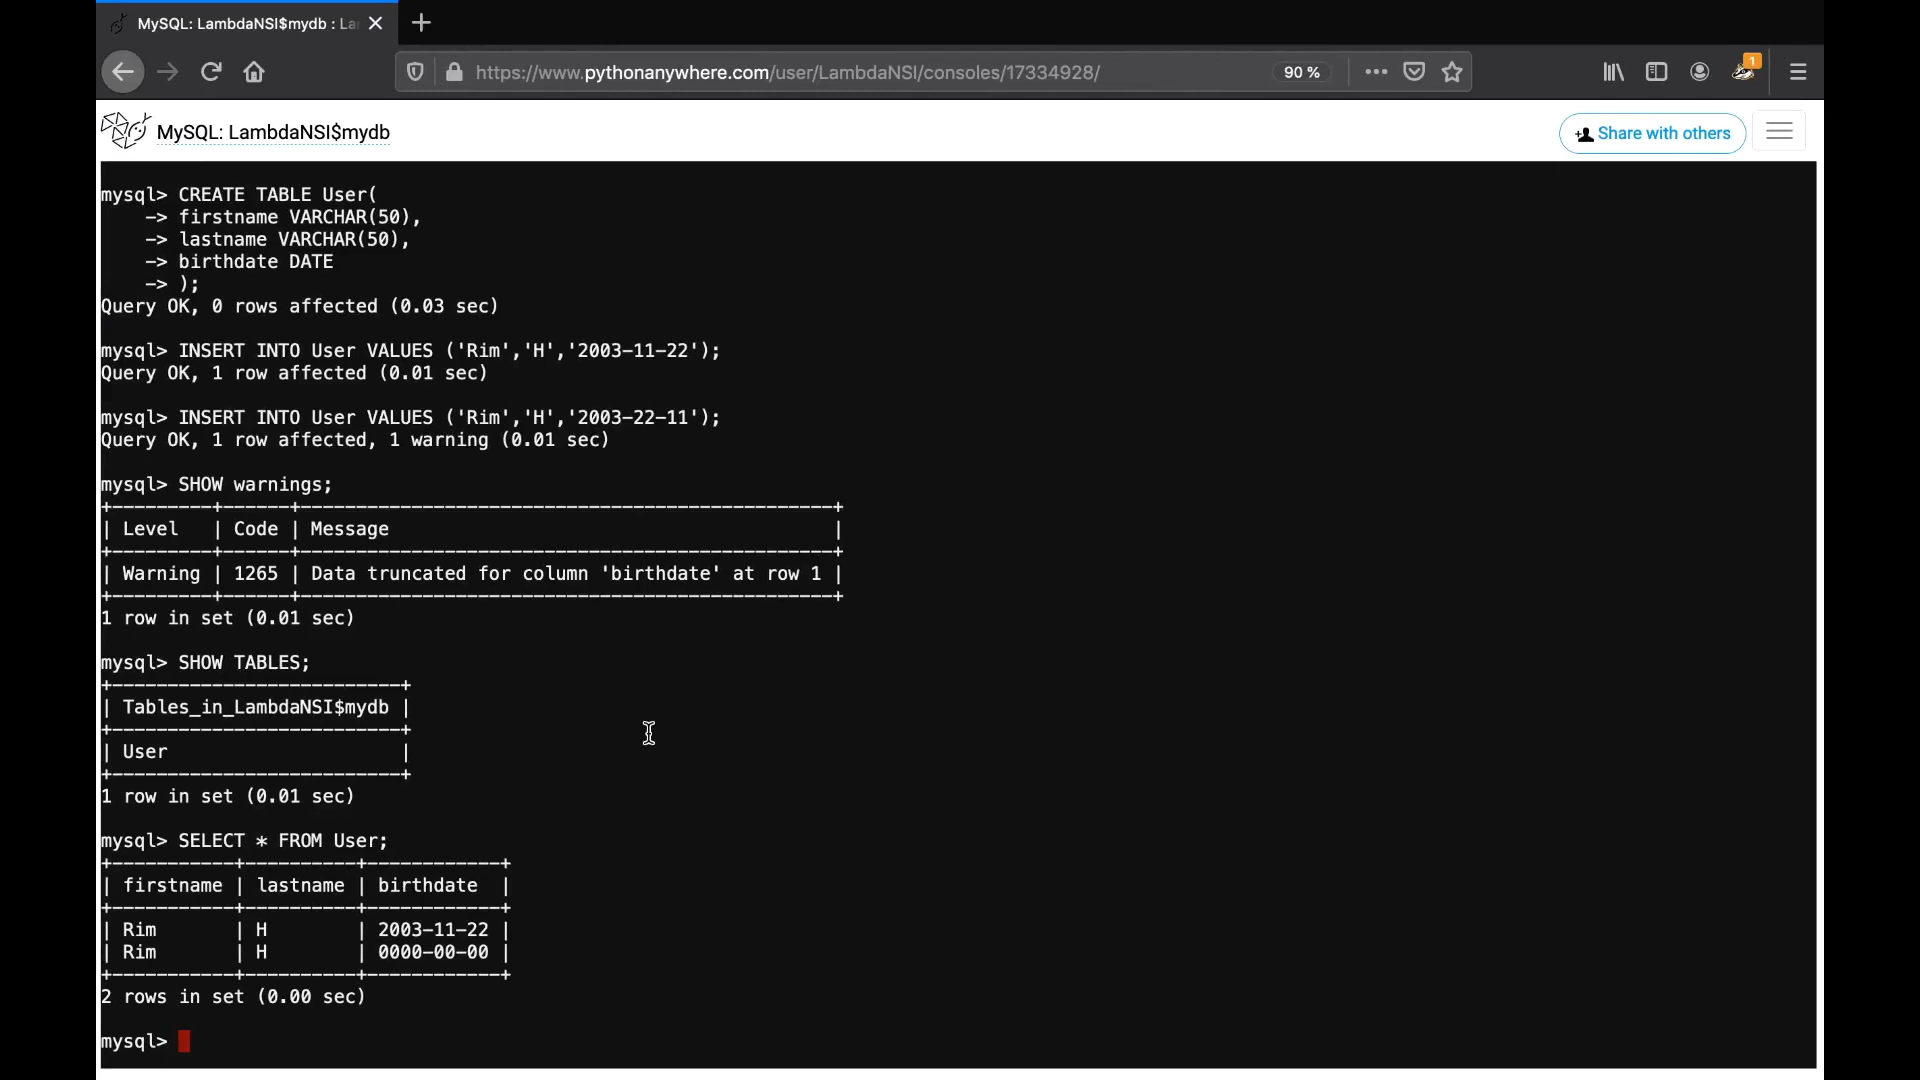 MySQL: LambdaNSI$mydb : La
https://www.pythonanywhere.com/user/LambdaNSI/consoles/17334928/
90 %
1
MySQL: LambdaNSI$mydb
Share with others
mysql> CREATE TABLE User(
    -> firstname VARCHAR(50),
    -> lastname VARCHAR(50),
    -> birthdate DATE
    -> );
Query OK, 0 rows affected (0.03 sec)
mysql> INSERT INTO User VALUES ('Rim','H','2003-11-22');
Query OK, 1 row affected (0.01 sec)
mysql> INSERT INTO User VALUES ('Rim','H','2003-22-11');
Query OK, 1 row affected, 1 warning (0.01 sec)
mysql> SHOW warnings;
+---------+------+------------------------------------------------+
| Level   | Code | Message                                        |
+---------+------+------------------------------------------------+
| Warning | 1265 | Data truncated for column 'birthdate' at row 1 |
+---------+------+------------------------------------------------+
1 row in set (0.01 sec)
mysql> SHOW TABLES;
+--------------------------+
| Tables_in_LambdaNSI$mydb |
+--------------------------+
| User                     |
+--------------------------+
1 row in set (0.01 sec)
mysql> SELECT * FROM User;
+-----------+----------+------------+
| firstname | lastname | birthdate  |
+-----------+----------+------------+
| Rim       | H        | 2003-11-22 |
| Rim       | H        | 0000-00-00 |
+-----------+----------+------------+
2 rows in set (0.00 sec)
mysql>